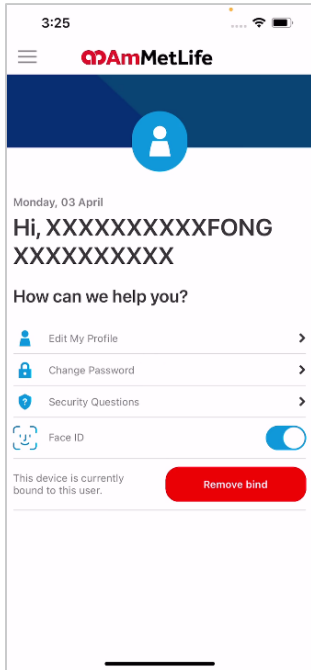 3:25
AmMetLife
Monday, 03 April
Hi, XXXXXXXXXXFONG
XXXXXXXXXX
How can we help you?
Edit My Profile
Change Password
Security Questions
Face ID
This device is currently
bound to this user.
Remove bind